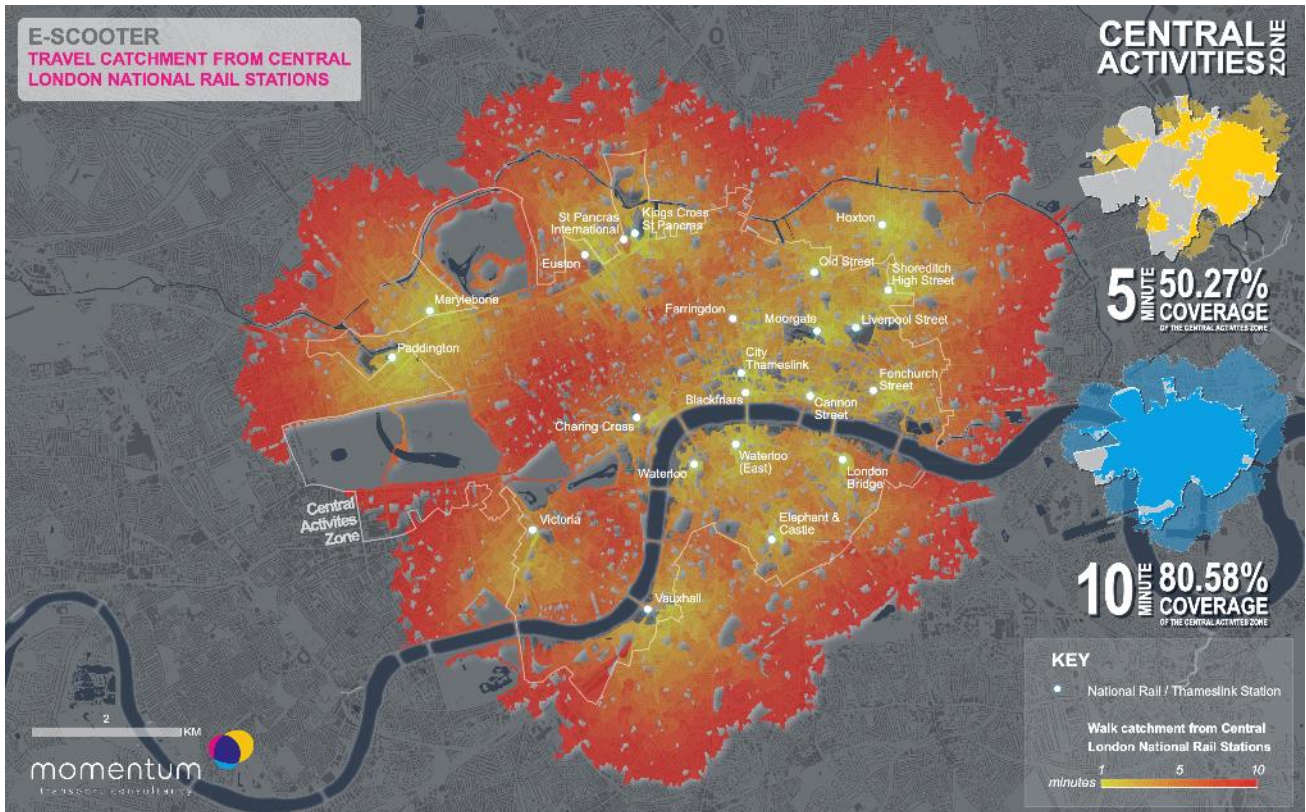 E-SCOOTER
TRAVEL CATCHMENT FROM CENTRAL
LONDON NATIONAL RAIL STATIONS
CENTRAL
ACTIVITIES
ZONE
5 MINUTE 50.27%
COVERAGE
OF THE CENTRAL ACTIVITES ZONE
10 MINUTE 80.58%
COVERAGE
OF THE CENTRAL ACTIVITES ZONE
St Pancras
International
Kings Cross
St Pancras
Euston
Hoxton
Old Street
Shoreditch
High Street
Marylebone
Farringdon
Moorgate
Liverpool Street
Paddington
City
Thameslink
Fenchurch
Street
Blackfriars
Cannon
Street
Charing Cross
Waterloo
Waterloo
(East)
London
Bridge
Central
Activites
Zone
Victoria
Elephant &
Castle
Vauxhall
KEY
National Rail / Thameslink Station
Walk catchment from Central
London National Rail Stations
minutes 1 5 10
2
KM
momentum
transport consultancy